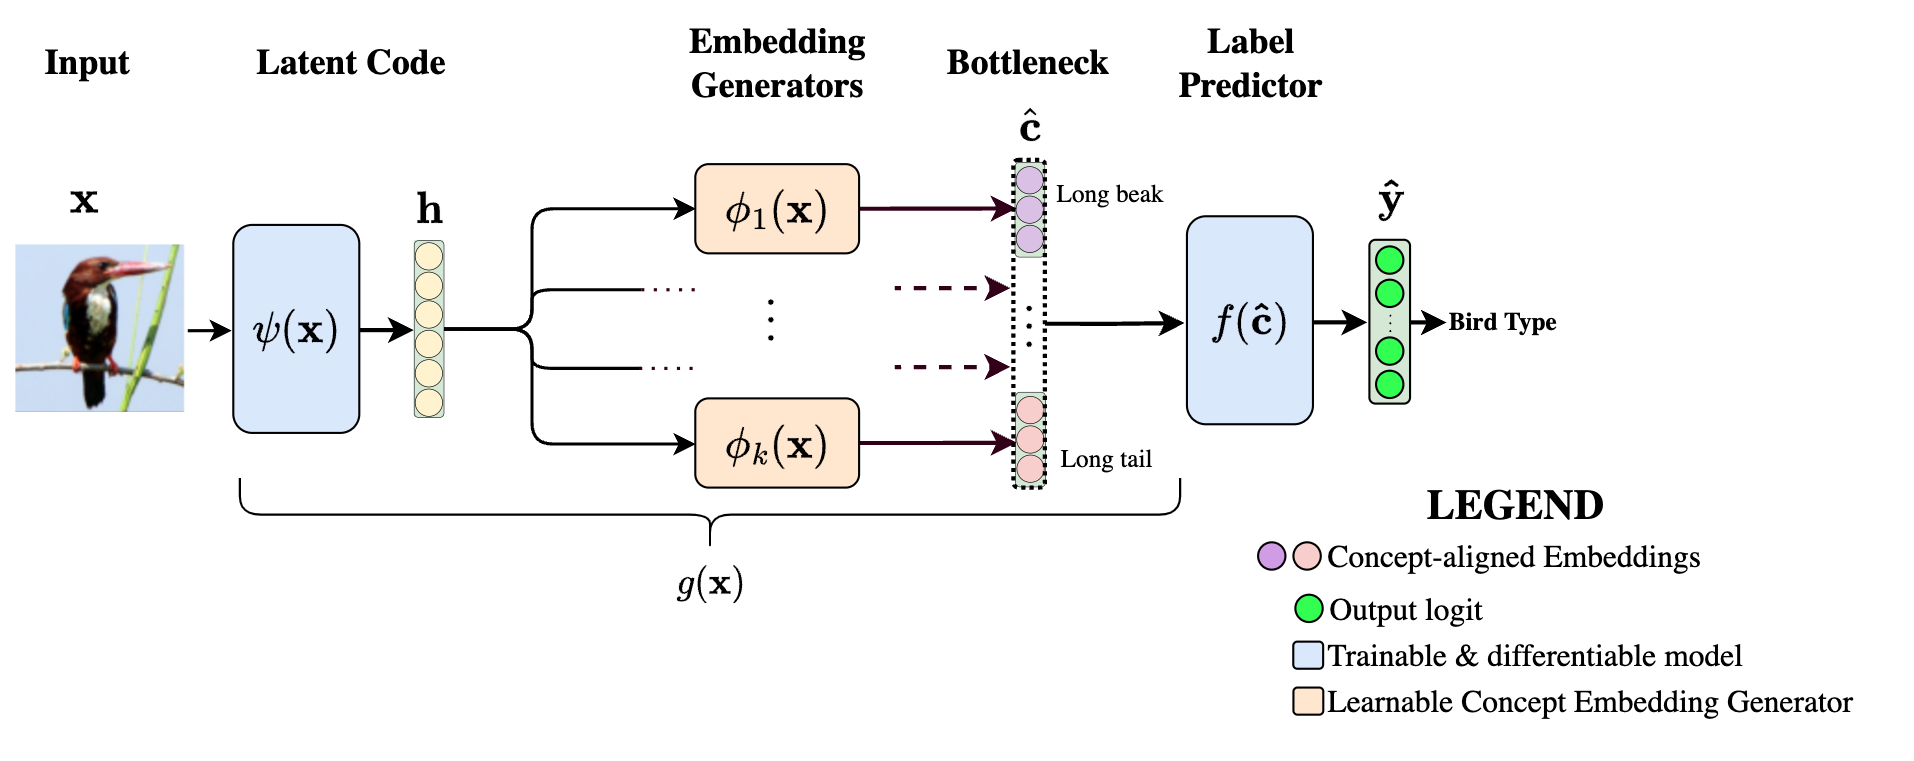 Input
Latent Code
Embedding
Generators
Bottleneck
Label
Predictor
x
h
ĉ
ŷ
ψ(x)
ϕ₁(x)
Long beak
f(ĉ)
Bird Type
ϕₖ(x)
Long tail
g(x)
LEGEND
Concept-aligned Embeddings
Output logit
Trainable & differentiable model
Learnable Concept Embedding Generator